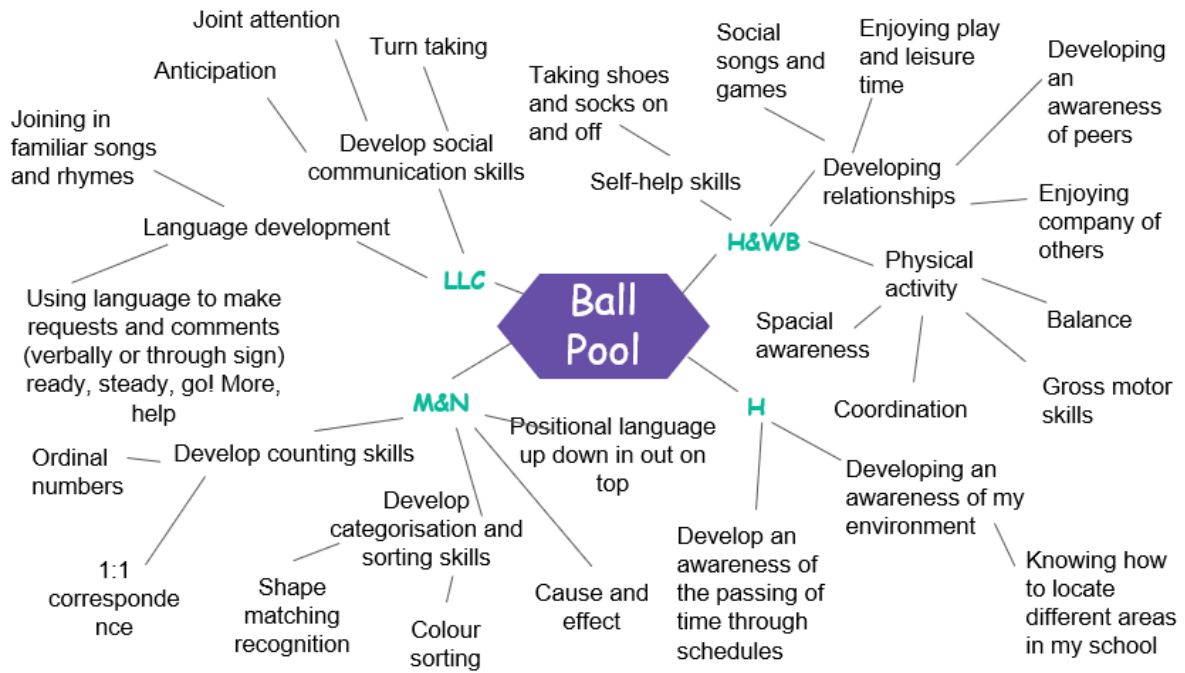 Joint attention
Turn taking
Anticipation
Joining in
familiar songs
and rhymes
Develop social
communication skills
Language development
LLC
Using language to make
requests and comments
(verbally or through sign)
ready, steady, go! More,
help
Taking shoes
and socks on
and off
Social
songs and
games
Enjoying play
and leisure
time
Developing
an
awareness
of peers
Self-help skills
Developing
relationships
Enjoying
company of
others
H&WB
Physical
activity
Spacial
awareness
Balance
Coordination
Gross motor
skills
Ball
Pool
M&N
Develop counting skills
Ordinal
numbers
1:1
corresponde
nce
Positional language
up down in out on
top
Develop
categorisation and
sorting skills
Shape
matching
recognition
Colour
sorting
Cause and
effect
H
Develop an
awareness of
the passing of
time through
schedules
Developing an
awareness of my
environment
Knowing how
to locate
different areas
in my school